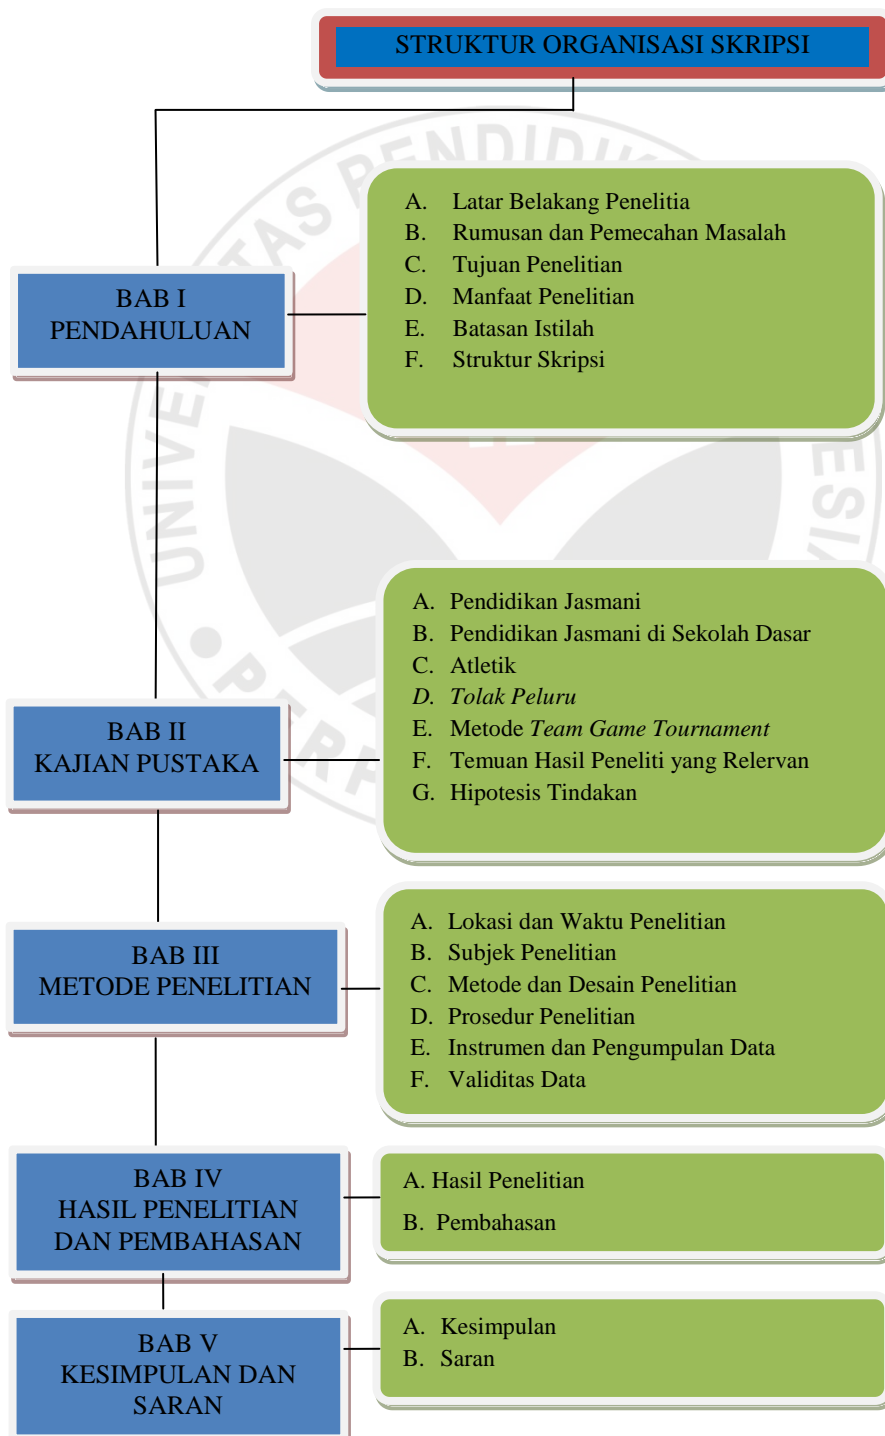 STRUKTUR ORGANISASI SKRIPSI
BAB I
PENDAHULUAN
A. Latar Belakang Penelitia
B. Rumusan dan Pemecahan Masalah
C. Tujuan Penelitian
D. Manfaat Penelitian
E. Batasan Istilah
F. Struktur Skripsi
BAB II
KAJIAN PUSTAKA
A. Pendidikan Jasmani
B. Pendidikan Jasmani di Sekolah Dasar
C. Atletik
D. Tolak Peluru
E. Metode Team Game Tournament
F. Temuan Hasil Peneliti yang Relervan
G. Hipotesis Tindakan
BAB III
METODE PENELITIAN
A. Lokasi dan Waktu Penelitian
B. Subjek Penelitian
C. Metode dan Desain Penelitian
D. Prosedur Penelitian
E. Instrumen dan Pengumpulan Data
F. Validitas Data
BAB IV
HASIL PENELITIAN
DAN PEMBAHASAN
A. Hasil Penelitian
B. Pembahasan
BAB V
KESIMPULAN DAN
SARAN
A. Kesimpulan
B. Saran